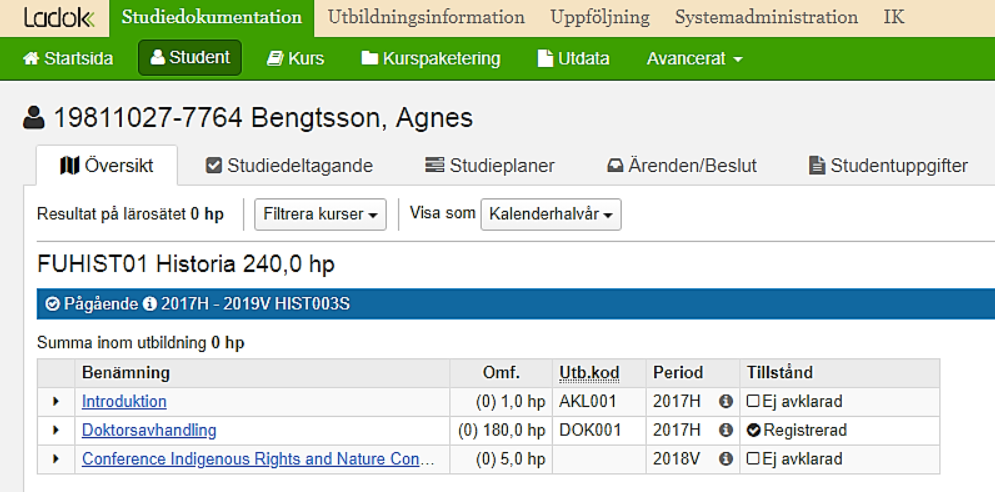 Ladok Studiedokumentation Utbildningsinformation Uppföljning Systemadministration IK
Startsida Student Kurs Kurspaketering Utdata Avancerat
19811027-7764 Bengtsson, Agnes
Översikt Studiedeltagande Studieplaner Ärenden/Beslut Studentuppgifter
Resultat på lärosätet 0 hp Filtrera kurser Visa som Kalenderhalvår
FUHIST01 Historia 240,0 hp
Pågående 2017H - 2019V HIST003S
Summa inom utbildning 0 hp
Benämning Omf. Utb.kod Period Tillstånd
Introduktion (0) 1,0 hp AKL001 2017H Ej avklarad
Doktorsavhandling (0) 180,0 hp DOK001 2017H Registrerad
Conference Indigenous Rights and Nature Con... (0) 5,0 hp 2018V Ej avklarad